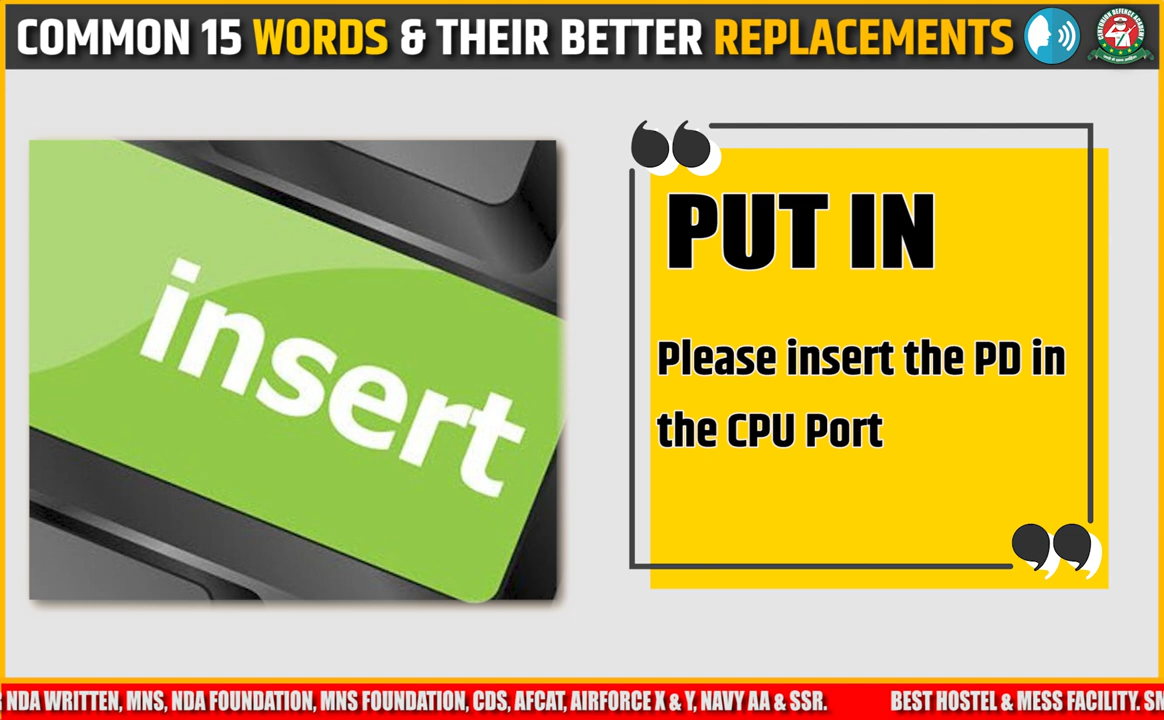 COMMON 15 WORDS & THEIR BETTER REPLACEMENTS
insert
PUT IN
Please insert the PD in
the CPU Port
NDA WRITTEN, MNS, NDA FOUNDATION, MNS FOUNDATION, CDS, AFCAT, AIRFORCE X & Y, NAVY AA & SSR. BEST HOSTEL & MESS FACILITY.